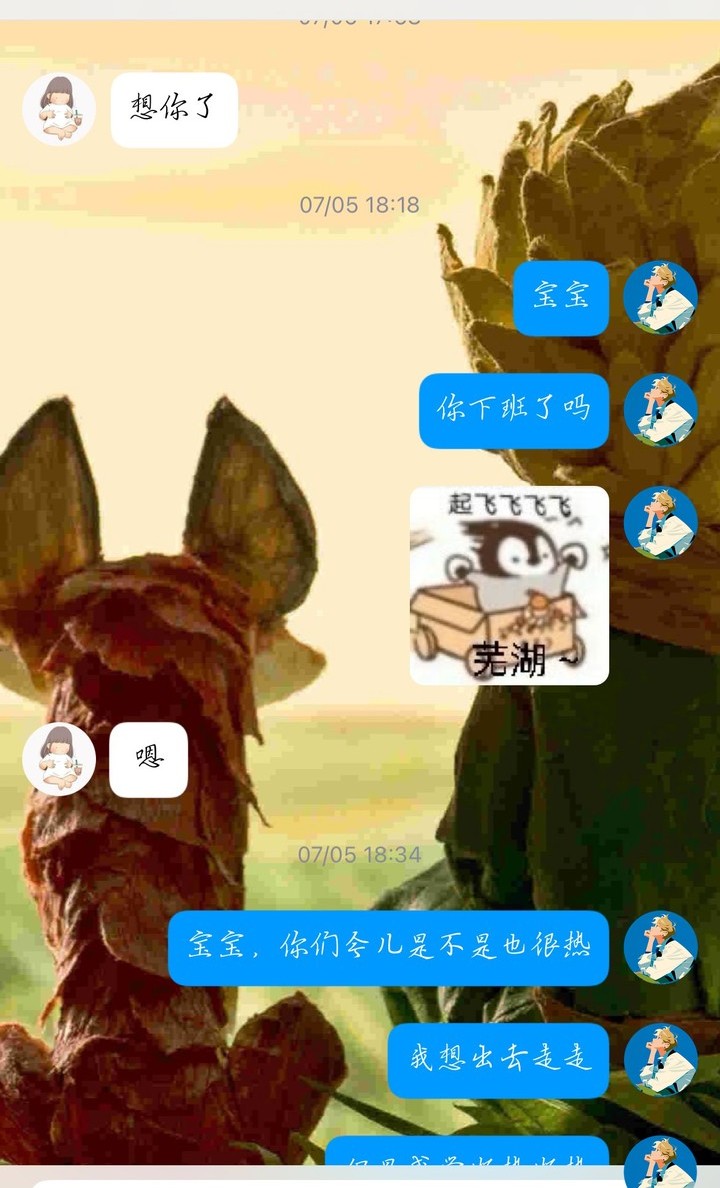 想你了
07/05 18:18
宝宝
你下班了吗
起飞飞飞飞
芜湖～
嗯
07/05 18:34
宝宝，你们今儿是不是也很热
我想出去走走